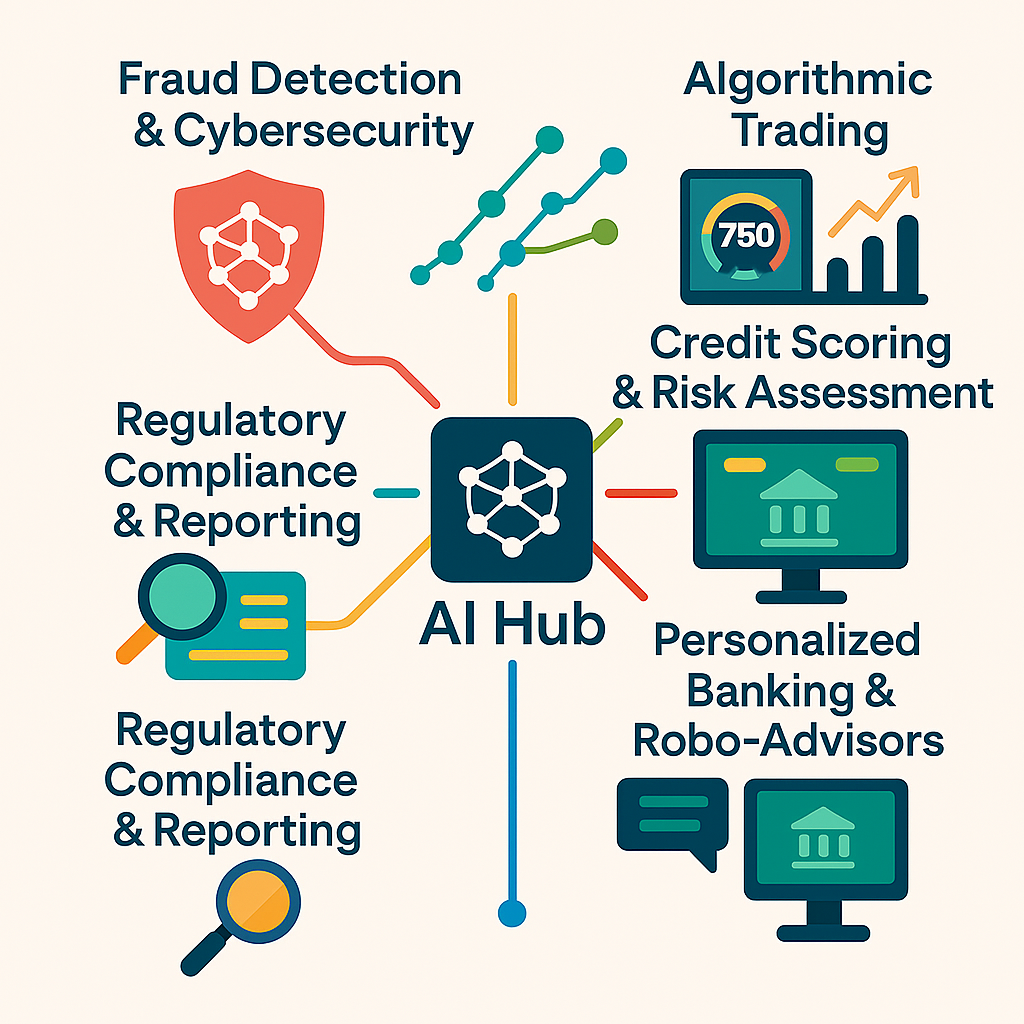 Fraud Detection
& Cybersecurity
Algorithmic
Trading
750
Credit Scoring
& Risk Assessment
Regulatory
Compliance
& Reporting
AI Hub
Personalized
Banking &
Robo-Advisors
Regulatory
Compliance
& Reporting